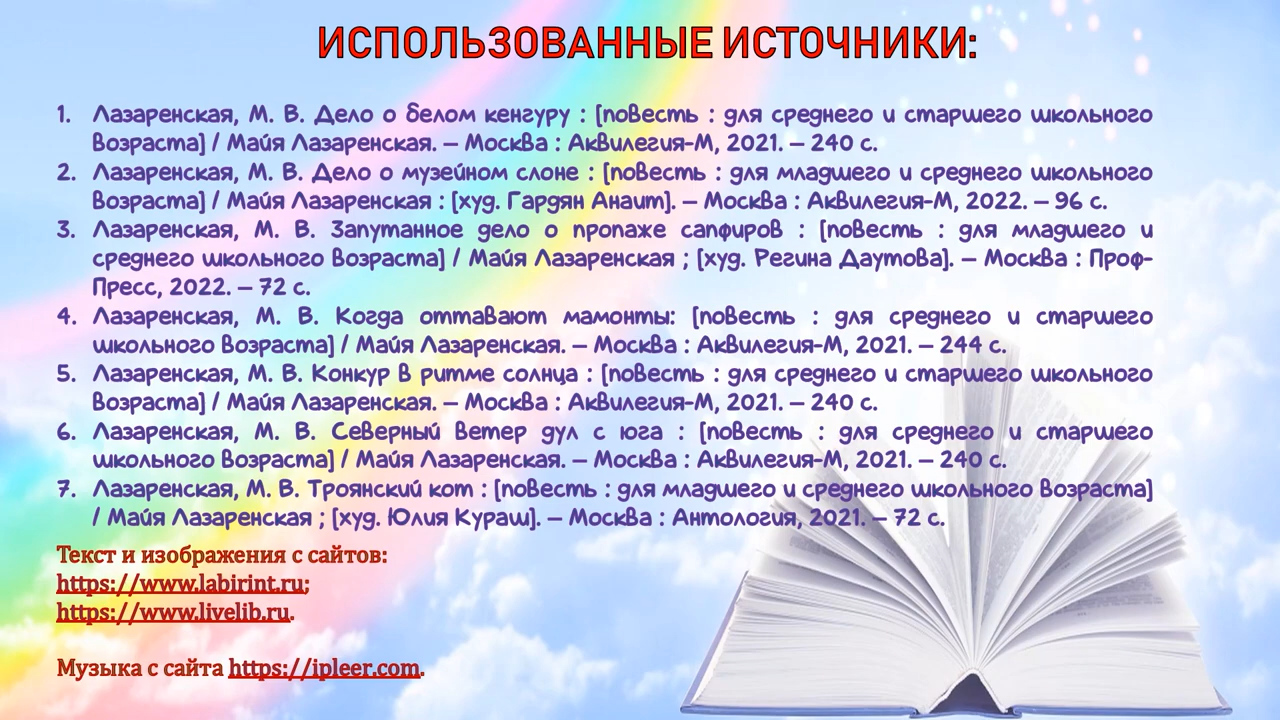 ИСПОЛЬЗОВАННЫЕ ИСТОЧНИКИ:
1. Лазаренская, М. В. Дело о белом кенгуру : [повесть : для среднего и старшего школьного
возраста] / Майя Лазаренская. – Москва : Аквилегия-М, 2021. – 240 с.
2. Лазаренская, М. В. Дело о музейном слоне : [повесть : для младшего и среднего школьного
возраста] / Майя Лазаренская : [худ. Гардян Анаит]. – Москва : Аквилегия-М, 2022. – 96 с.
3. Лазаренская, М. В. Запутанное дело о пропаже сапфиров : [повесть : для младшего и
среднего школьного возраста] / Майя Лазаренская ; [худ. Регина Даутова]. – Москва : Проф-
Пресс, 2022. – 72 с.
4. Лазаренская, М. В. Когда оттавают мамонты: [повесть : для среднего и старшего
школьного возраста] / Майя Лазаренская. – Москва : Аквилегия-М, 2021. – 244 с.
5. Лазаренская, М. В. Конкур в ритме солнца : [повесть : для среднего и старшего школьного
возраста] / Майя Лазаренская. – Москва : Аквилегия-М, 2021. – 240 с.
6. Лазаренская, М. В. Северный ветер дул с юга : [повесть : для среднего и старшего
школьного возраста] / Майя Лазаренская. – Москва : Аквилегия-М, 2021. – 240 с.
7. Лазаренская, М. В. Троянский кот : [повесть : для младшего и среднего школьного возраста]
/ Майя Лазаренская ; [худ. Юлия Кураш]. – Москва : Антология, 2021. – 72 с.
Текст и изображения с сайтов:
https://www.labirint.ru;
https://www.livelib.ru.
Музыка с сайта https://ipleer.com.